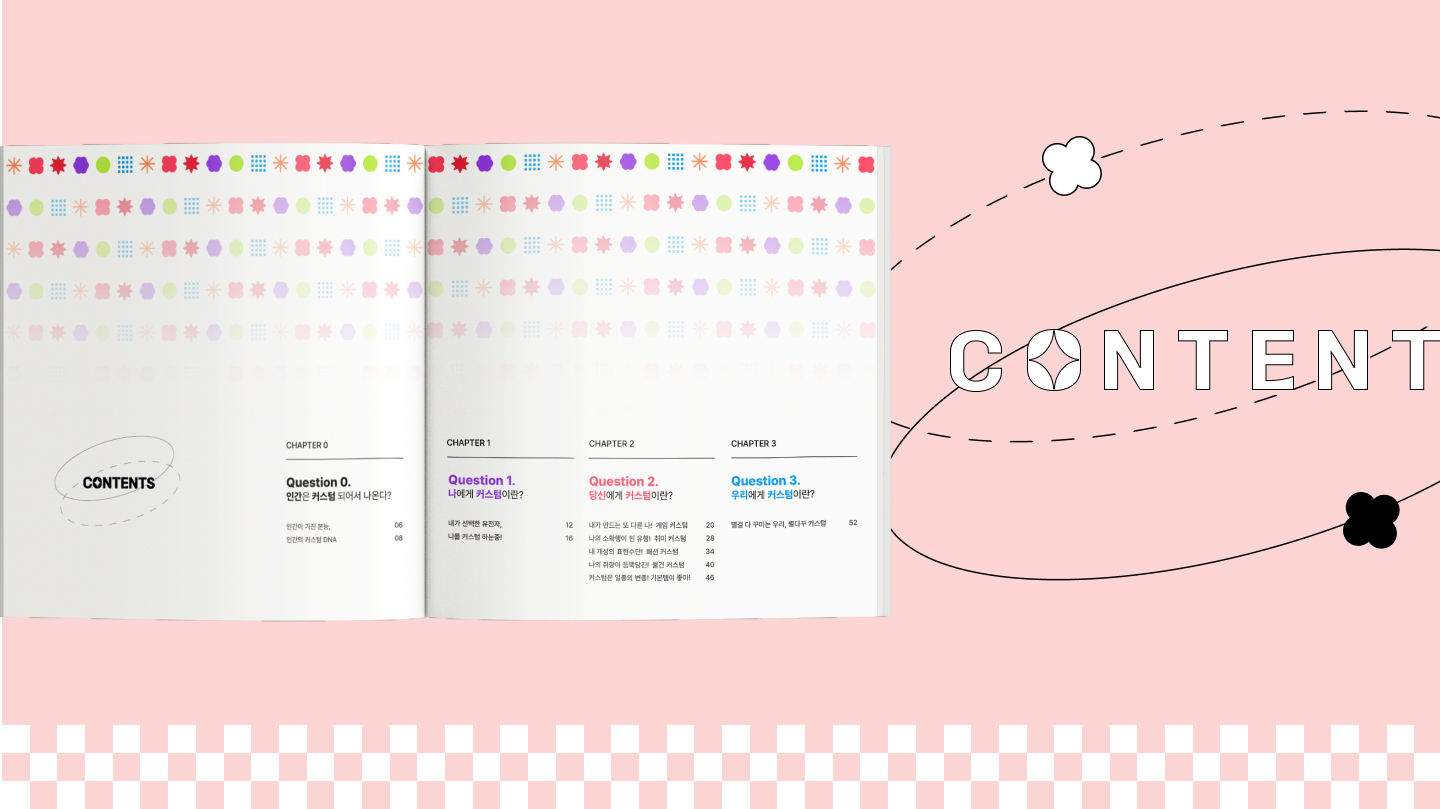 CONTENTS
CHAPTER 0
Question 0.
인간은 커스텀 되어서 나온다?
인간이 가진 본능, 06
인간의 커스텀 DNA 08
CHAPTER 1
Question 1.
나에게 커스텀이란?
내가 선택한 유전자, 12
나를 커스텀 하는중! 16
CHAPTER 2
Question 2.
당신에게 커스텀이란?
내가 만드는 또 다른 나! 게임 커스텀 20
나의 소확행이 된 유행! 취미 커스텀 28
내 개성의 표현수단! 패션 커스텀 34
나의 취향이 듬뿍담긴! 물건 커스텀 40
커스텀은 일종의 변종! 기본템이 좋아! 46
CHAPTER 3
Question 3.
우리에게 커스텀이란?
별걸 다 꾸미는 우리, 별다꾸 커스텀 52
CONTENT